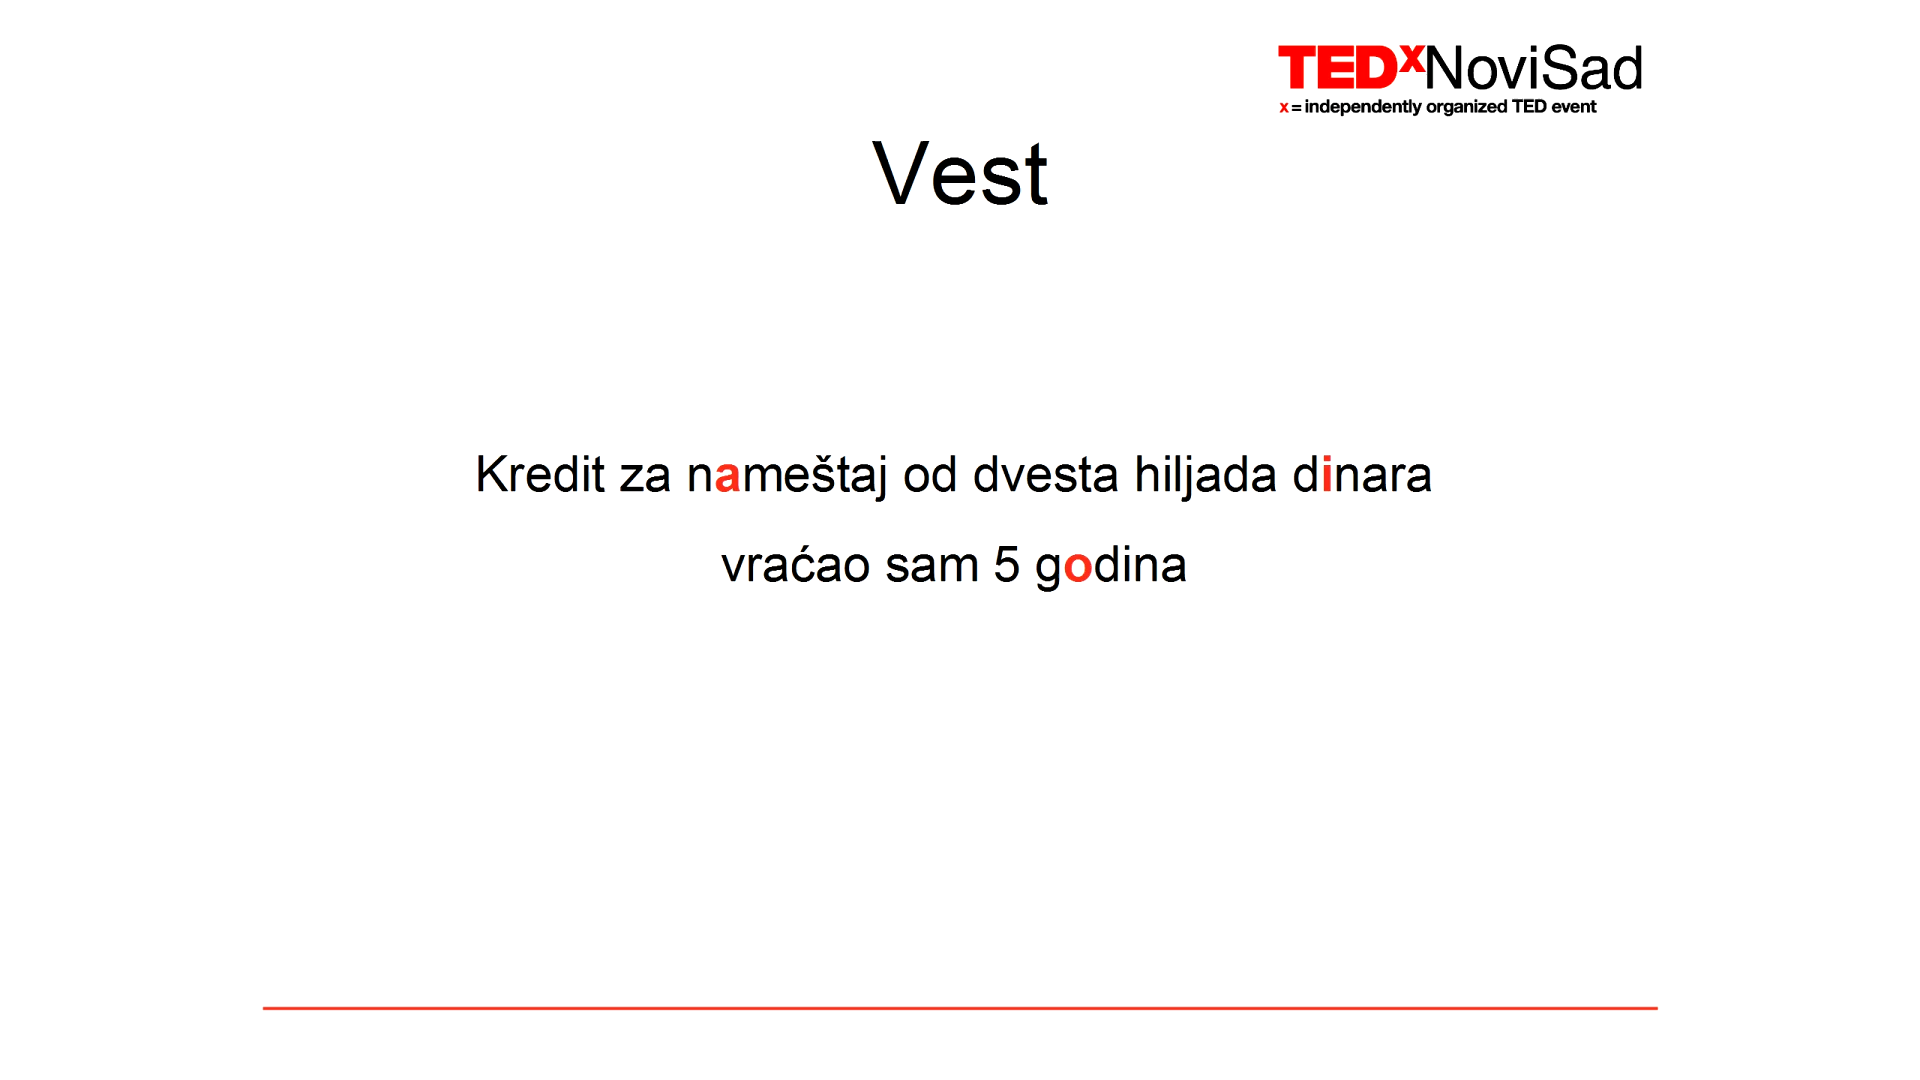 TEDxNoviSad
x = independently organized TED event
Vest
Kredit za nameštaj od dvesta hiljada dinara
vraćao sam 5 godina